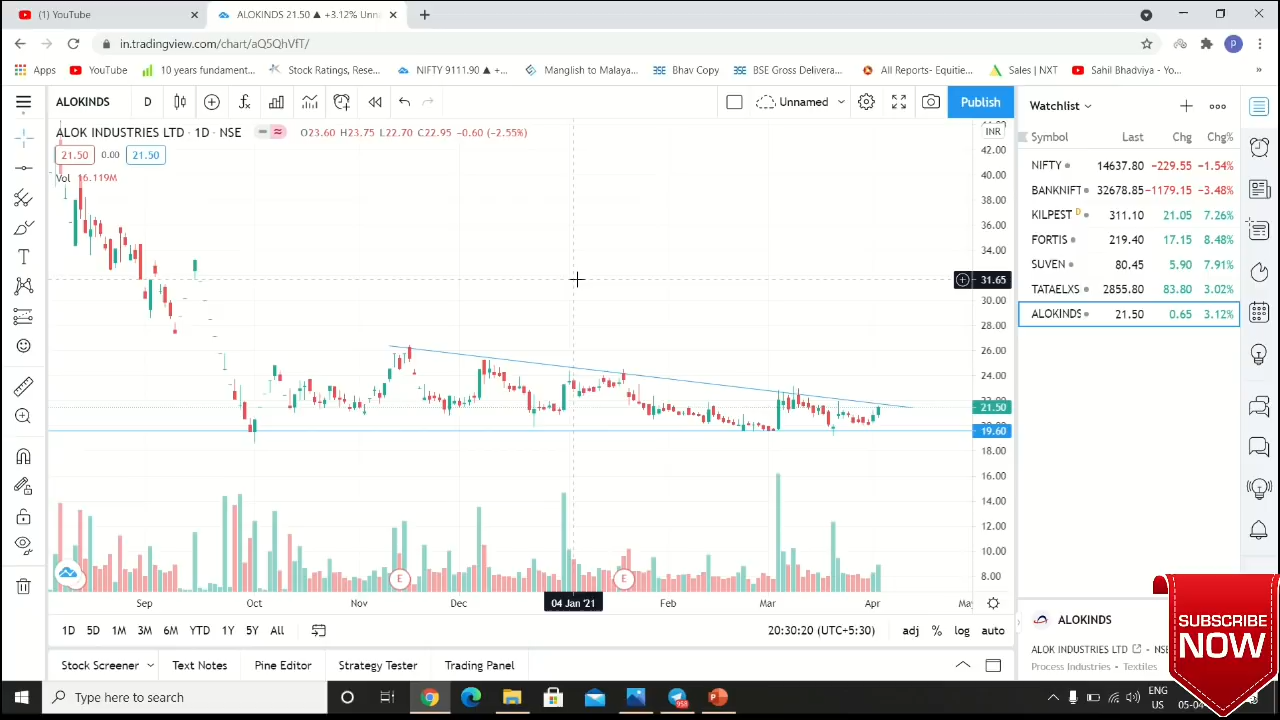 (1) YouTube
ALOKINDS 21.50 ▲ +3.12% Unna
in.tradingview.com/chart/aQ5QhVfT/
P
Apps
YouTube
10 years fundament...
Stock Ratings, Rese...
NIFTY 9111.90 ▲ +...
Manglish to Malaya...
Bhav Copy
BSE Gross Delivera...
All Reports- Equitie...
Sales | NXT
Sahil Bhadviya - Yo...
»
ALOKINDS
D
Unnamed
Publish
Watchlist
ALOK INDUSTRIES LTD · 1D · NSE
O23.60 H23.75 L22.70 C22.95 -0.60 (-2.55%)
21.50 0.00 21.50
Vol 16.119M
INR
42.00
40.00
38.00
36.00
34.00
31.65
30.00
28.00
26.00
24.00
21.50
19.60
18.00
16.00
14.00
12.00
10.00
8.00
E
E
Sep
Oct
Nov
Dec
04 Jan '21
Feb
Mar
Apr
Ma
Symbol Last Chg Chg%
NIFTY 14637.80 −229.55 −1.54%
BANKNIFT 32678.85 −1179.15 −3.48%
KILPEST D 311.10 21.05 7.26%
FORTIS 219.40 17.15 8.48%
SUVEN 80.45 5.90 7.91%
TATAELXS 2855.80 83.80 3.02%
ALOKINDS 21.50 0.65 3.12%
1D 5D 1M 3M 6M YTD 1Y 5Y All
20:30:20 (UTC+5:30)
adj % log auto
ALOKINDS
ALOK INDUSTRIES LTD
NSE
Process Industries • Textiles
SUBSCRIBE
NOW
Stock Screener
Text Notes
Pine Editor
Strategy Tester
Trading Panel
Type here to search
958
ENG
US
05-04